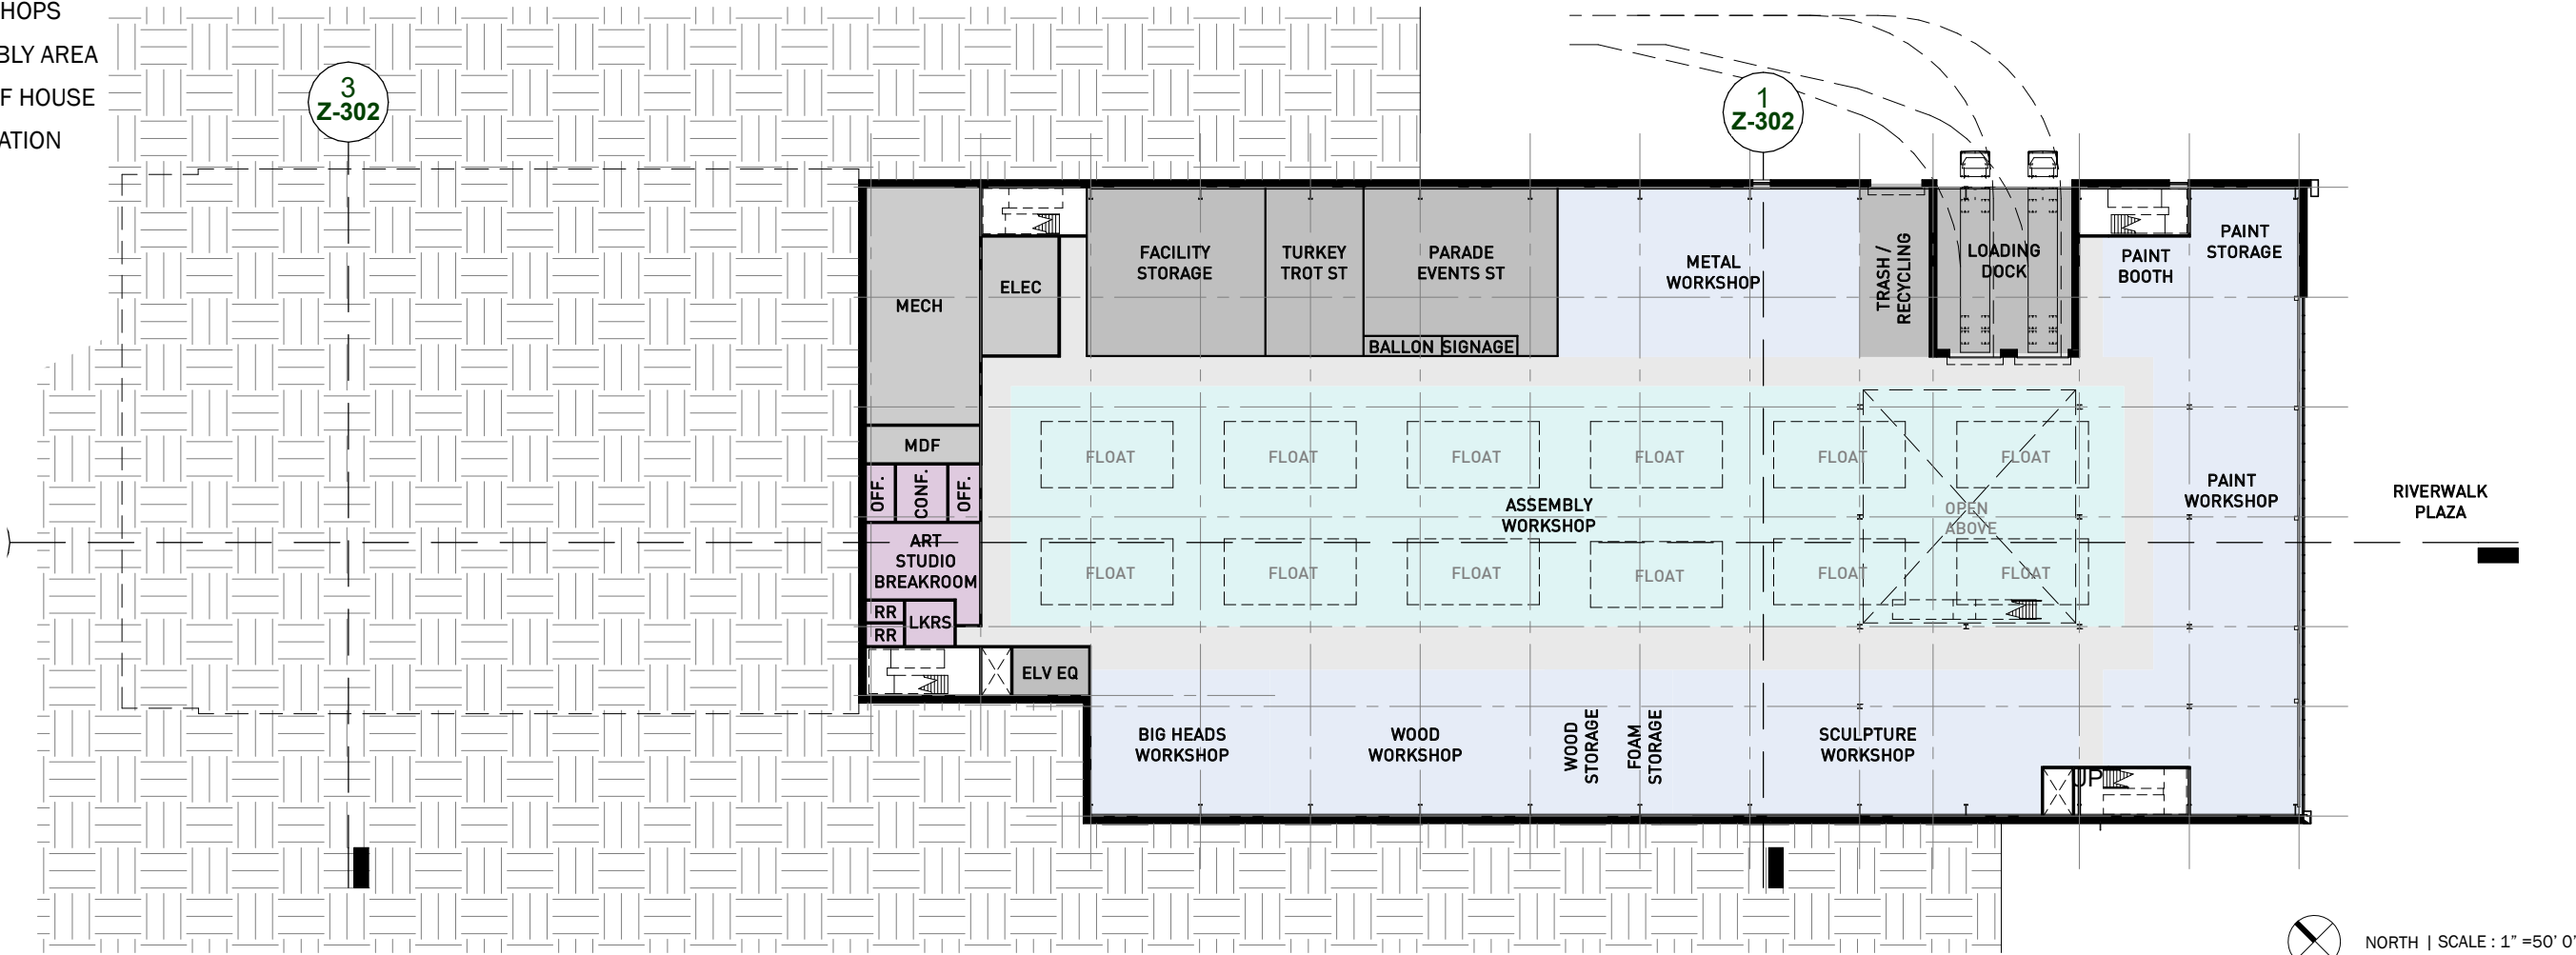 HOPS
BLY AREA
F HOUSE
ATION
3
Z-302
1
Z-302
MECH
ELEC
FACILITY
STORAGE
TURKEY
TROT ST
PARADE
EVENTS ST
BALLON SIGNAGE
METAL
WORKSHOP
TRASH /
RECYCLING
LOADING
DOCK
PAINT
BOOTH
PAINT
STORAGE
MDF
OFF.
CONF.
OFF.
ART
STUDIO
BREAKROOM
RR
RR
LKRS
ELV EQ
FLOAT
FLOAT
FLOAT
FLOAT
FLOAT
FLOAT
ASSEMBLY
WORKSHOP
OPEN
ABOVE
FLOAT
FLOAT
FLOAT
FLOAT
FLOAT
FLOAT
PAINT
WORKSHOP
RIVERWALK
PLAZA
BIG HEADS
WORKSHOP
WOOD
WORKSHOP
WOOD
STORAGE
FOAM
STORAGE
SCULPTURE
WORKSHOP
UP
NORTH | SCALE : 1” =50’ 0”